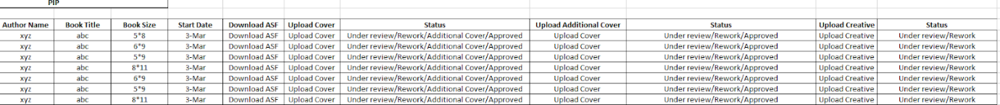 PIP
Author Name Book Title Book Size Start Date Download ASF Upload Cover Status Upload Additional Cover Status Upload Creative Status
xyz abc 5*8 3-Mar Download ASF Upload Cover Under review/Rework/Additional Cover/Approved Upload Cover Under review/Rework/Approved Upload Creative Under review/Rework
xyz abc 6*9 3-Mar Download ASF Upload Cover Under review/Rework/Additional Cover/Approved Upload Cover Under review/Rework/Approved Upload Creative Under review/Rework
xyz abc 5*9 3-Mar Download ASF Upload Cover Under review/Rework/Additional Cover/Approved Upload Cover Under review/Rework/Approved Upload Creative Under review/Rework
xyz abc 8*11 3-Mar Download ASF Upload Cover Under review/Rework/Additional Cover/Approved Upload Cover Under review/Rework/Approved Upload Creative Under review/Rework
xyz abc 6*9 3-Mar Download ASF Upload Cover Under review/Rework/Additional Cover/Approved Upload Cover Under review/Rework/Approved Upload Creative Under review/Rework
xyz abc 5*9 3-Mar Download ASF Upload Cover Under review/Rework/Additional Cover/Approved Upload Cover Under review/Rework/Approved Upload Creative Under review/Rework
xyz abc 8*11 3-Mar Download ASF Upload Cover Under review/Rework/Additional Cover/Approved Upload Cover Under review/Rework/Approved Upload Creative Under review/Rework